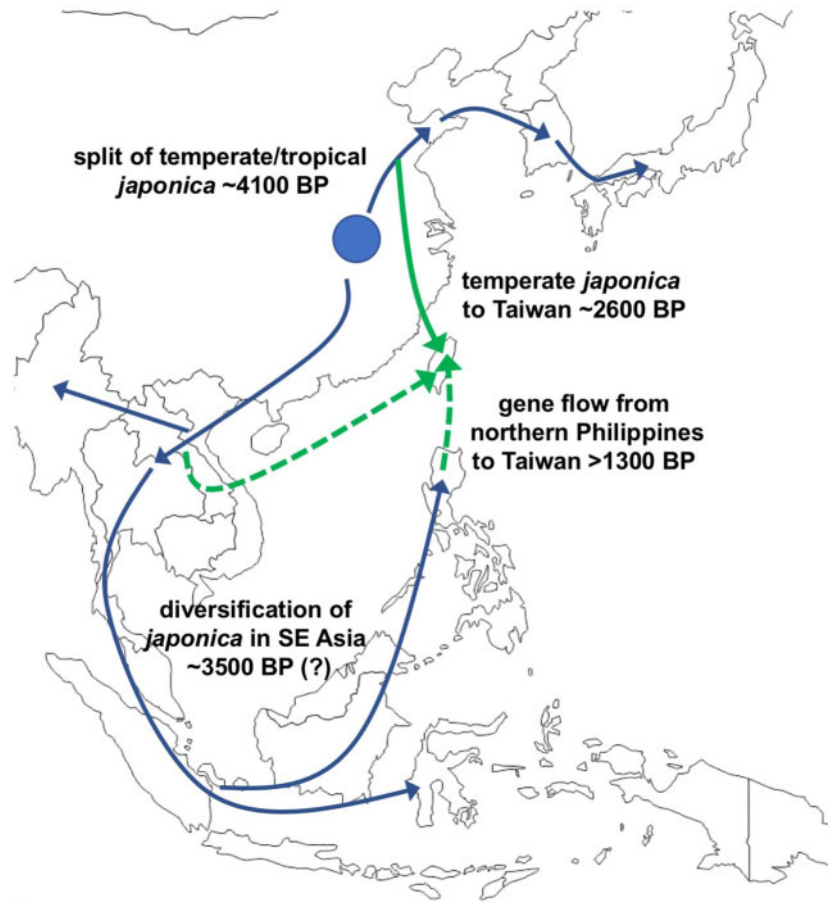 split of temperate/tropical
japonica ~4100 BP
temperate japonica
to Taiwan ~2600 BP
gene flow from
northern Philippines
to Taiwan >1300 BP
diversification of
japonica in SE Asia
~3500 BP (?)